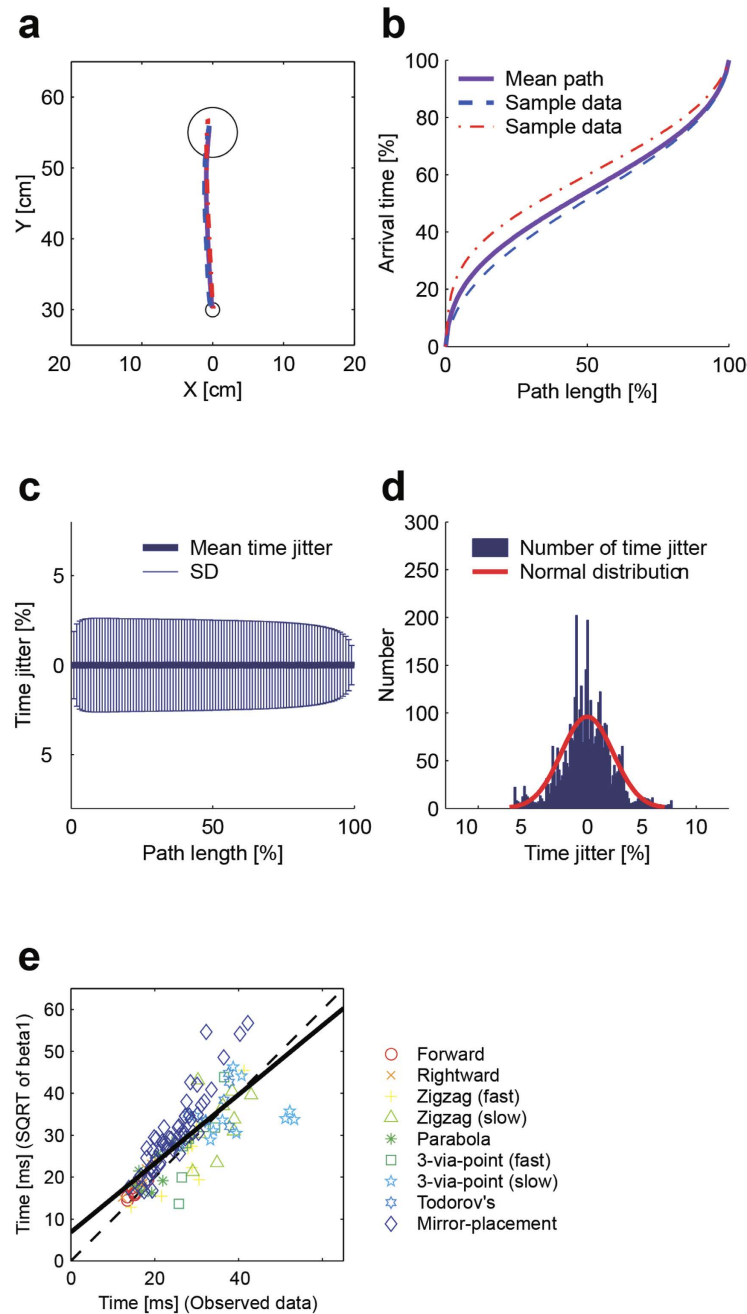 a
65
60
50
40
30
Y [cm]
20
10
0
10
20
X [cm]
b
100
80
60
40
20
0
Arrival time [%]
Mean path
Sample data
Sample data
0
50
100
Path length [%]
c
5
0
5
Time jitter [%]
Mean time jitter
SD
0
50
100
Path length [%]
d
300
250
200
150
100
50
0
Number
Number of time jitter
Normal distribution
10
5
0
5
10
Time jitter [%]
e
60
50
40
30
20
10
0
Time [ms] (SQRT of beta1)
0
20
40
Time [ms] (Observed data)
Forward
Rightward
Zigzag (fast)
Zigzag (slow)
Parabola
3-via-point (fast)
3-via-point (slow)
Todorov's
Mirror-placement